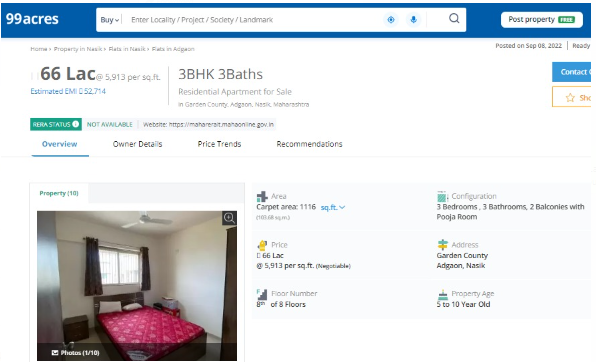 99acres
Buy
Enter Locality / Project / Society / Landmark
Post property FREE
Home > Property in Nasik > Flats in Nasik > Flats in Adgaon
Posted on Sep 08, 2022 | Ready
66 Lac @ 5,913 per sq.ft.
Estimated EMI 52,714
3BHK 3Baths
Residential Apartment for Sale
in Garden County, Adgaon, Nasik, Maharashtra
Contact
Sho
RERA STATUS NOT AVAILABLE Website: https://maharerait.mahaonline.gov.in
Overview Owner Details Price Trends Recommendations
Property (10)
Area
Carpet area: 1116 sq.ft.
(103.68 sq.m.)
Configuration
3 Bedrooms , 3 Bathrooms, 2 Balconies with
Pooja Room
Price
66 Lac
@ 5,913 per sq.ft. (Negotiable)
Address
Garden County
Adgaon, Nasik
Floor Number
8th of 8 Floors
Property Age
5 to 10 Year Old
Photos (1/10)